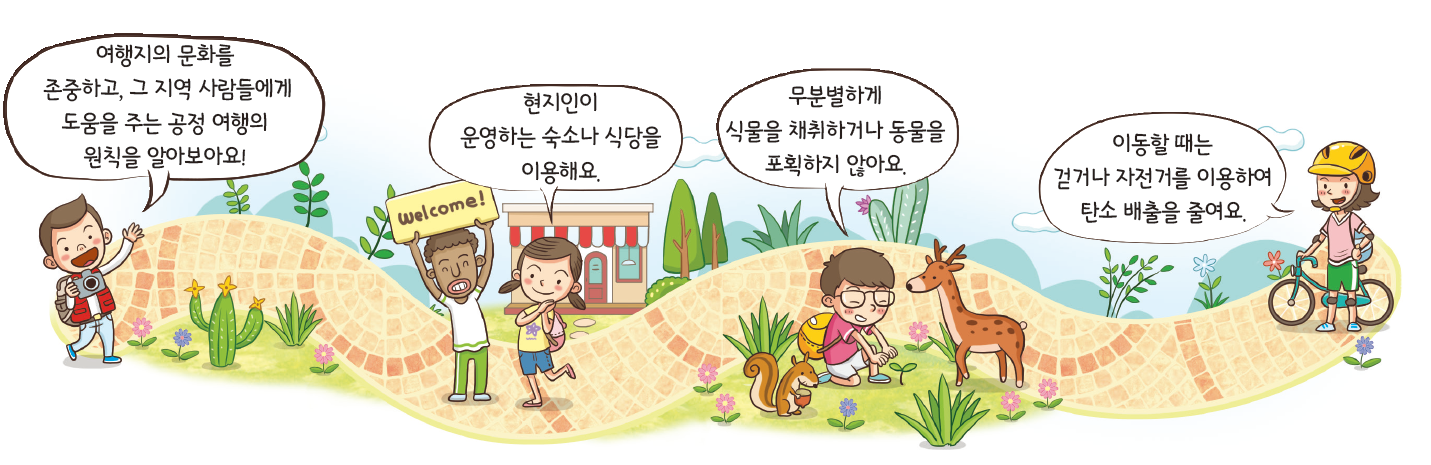 여행지의 문화를
존중하고, 그 지역 사람들에게
도움을 주는 공정 여행의
원칙을 알아보아요!
현지인이
운영하는 숙소나 식당을
이용해요.
welcome!
무분별하게
식물을 채취하거나 동물을
포획하지 않아요.
이동할 때는
걷거나 자전거를 이용하여
탄소 배출을 줄여요.